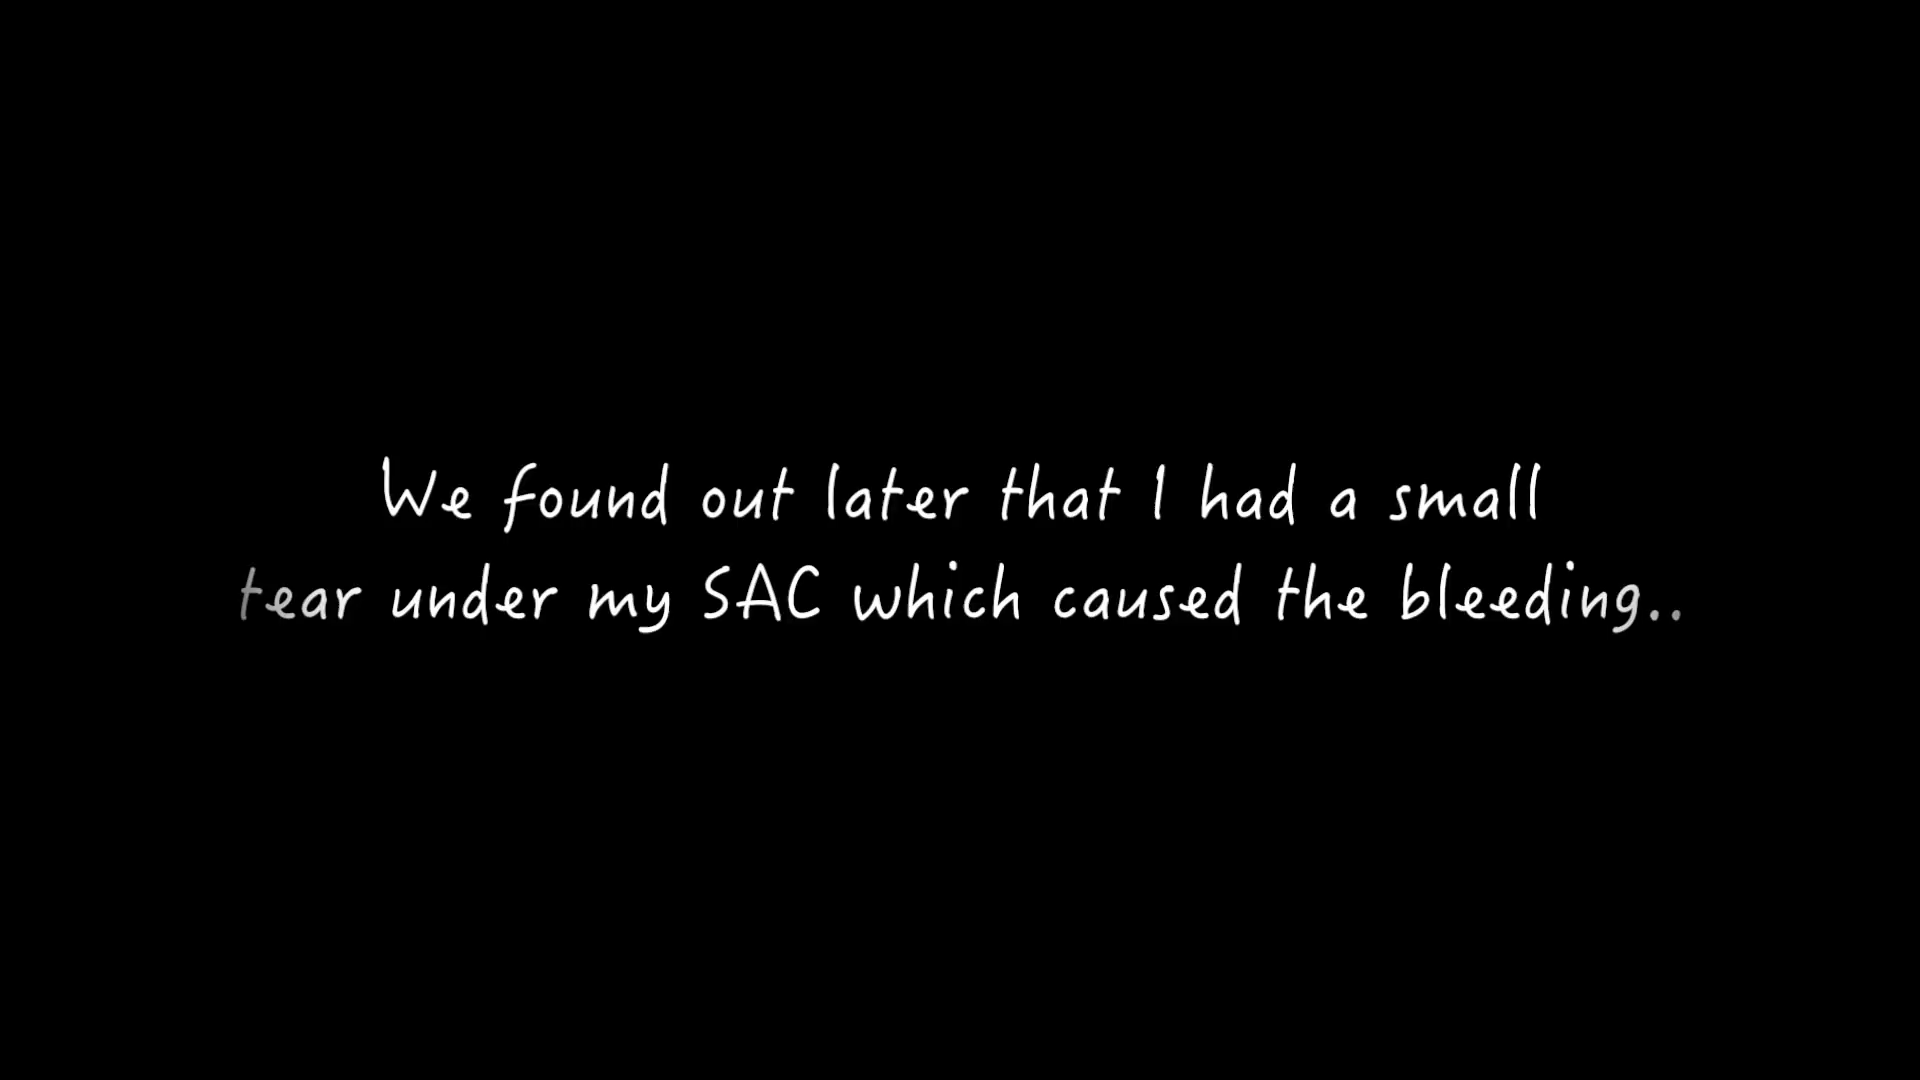 We found out later that I had a small
tear under my SAC which caused the bleeding..